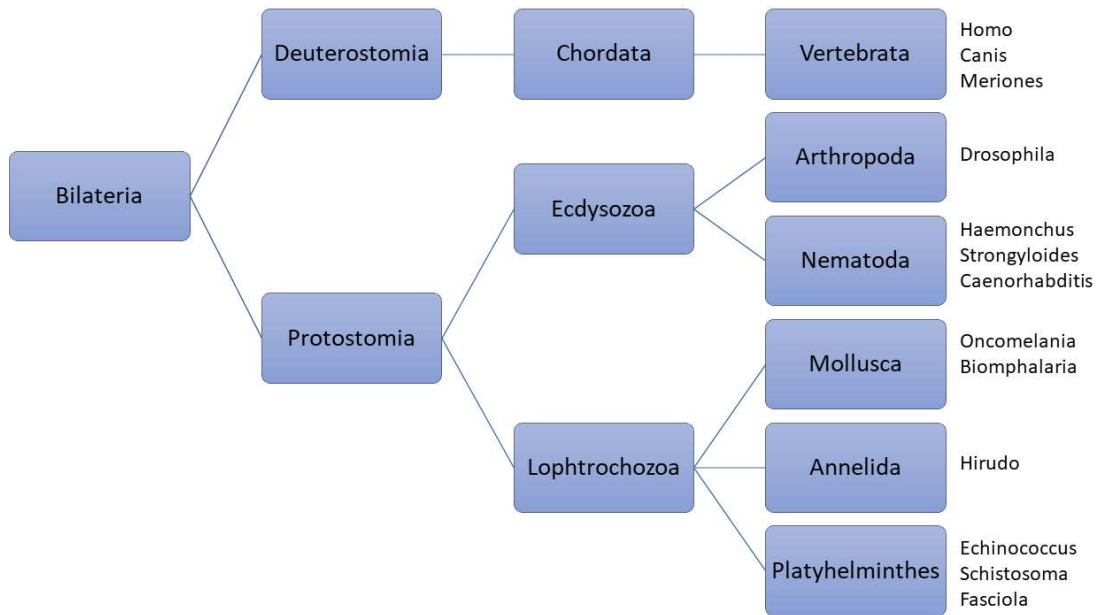 Bilateria
Deuterostomia
Chordata
Vertebrata
Homo
Canis
Meriones
Protostomia
Ecdysozoa
Arthropoda
Drosophila
Nematoda
Haemonchus
Strongyloides
Caenorhabditis
Lophtrochozoa
Mollusca
Oncomelania
Biomphalaria
Annelida
Hirudo
Platyhelminthes
Echinococcus
Schistosoma
Fasciola